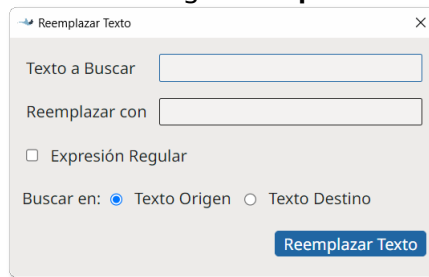 Reemplazar Texto
Texto a Buscar
Reemplazar con
Expresión Regular
Buscar en: Texto Origen Texto Destino
Reemplazar Texto